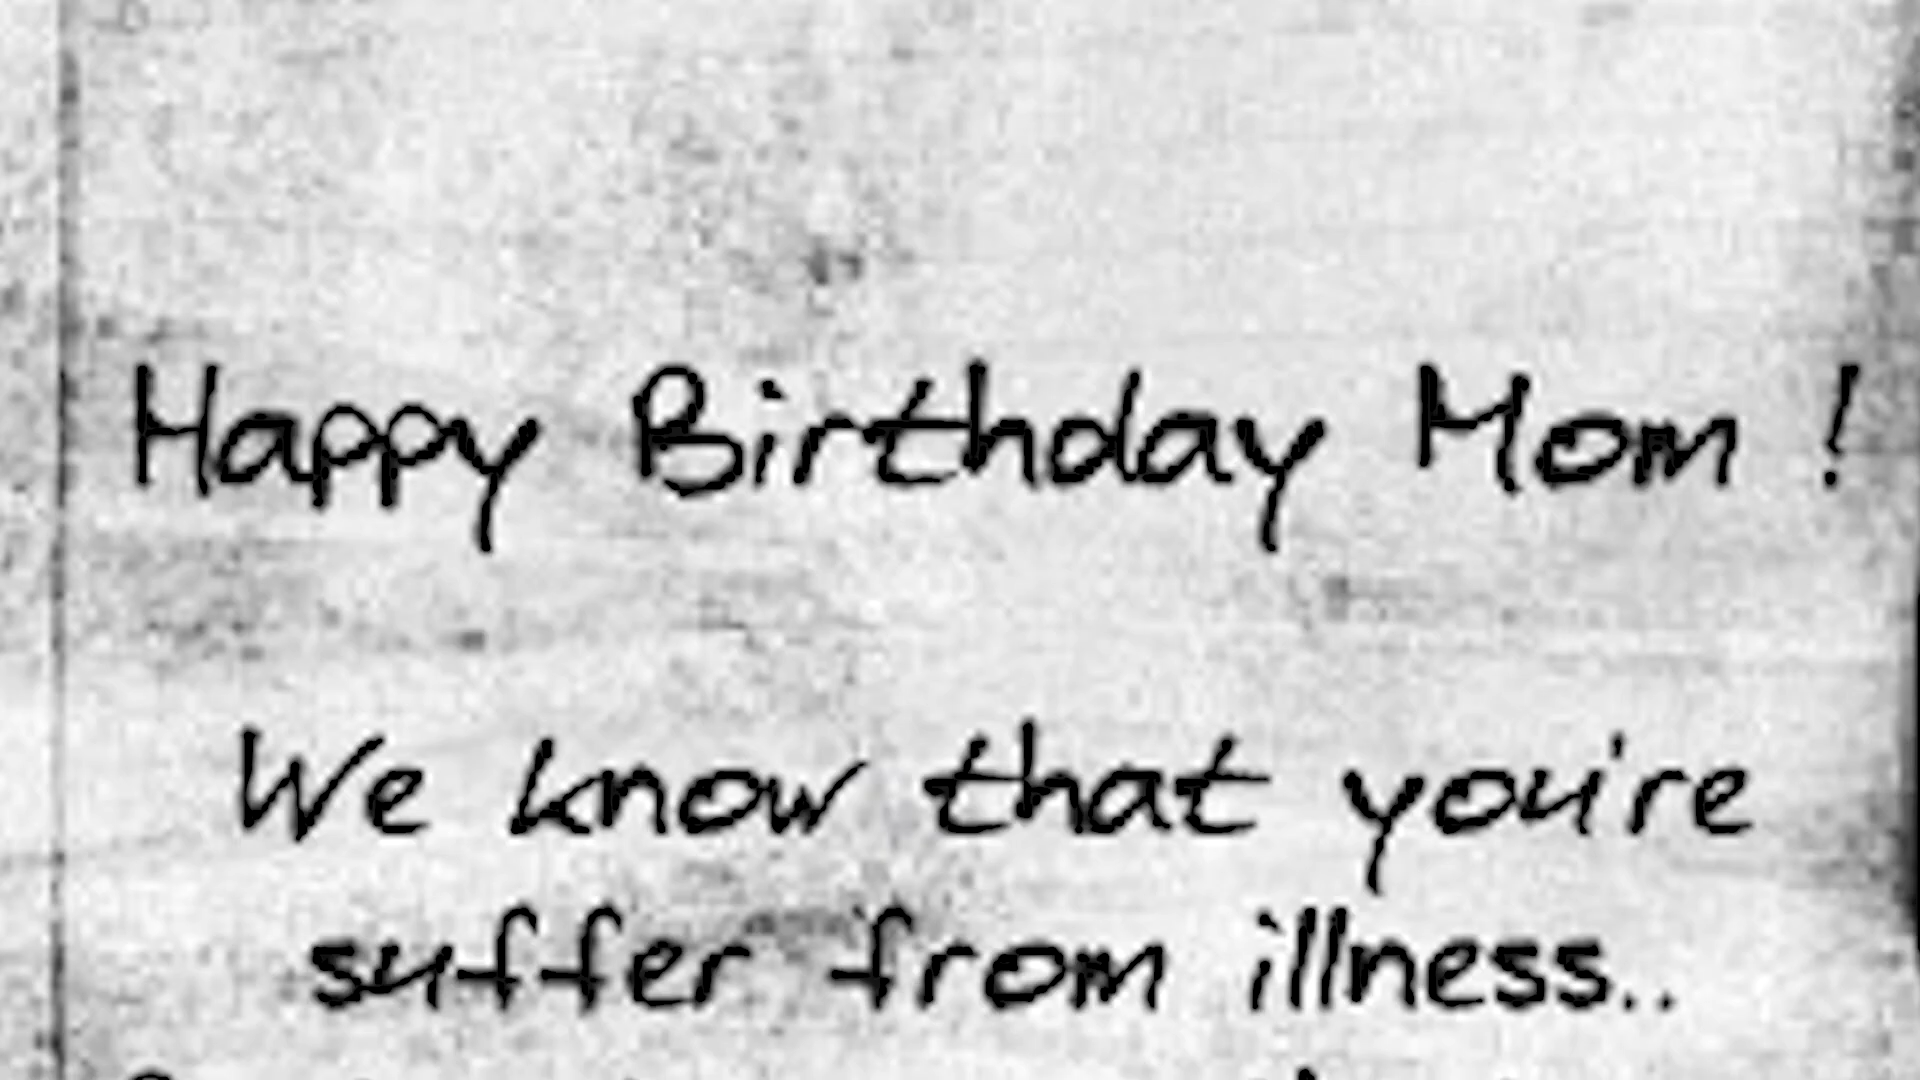 Happy Birthday Mom !
We know that you're
suffer from illness..